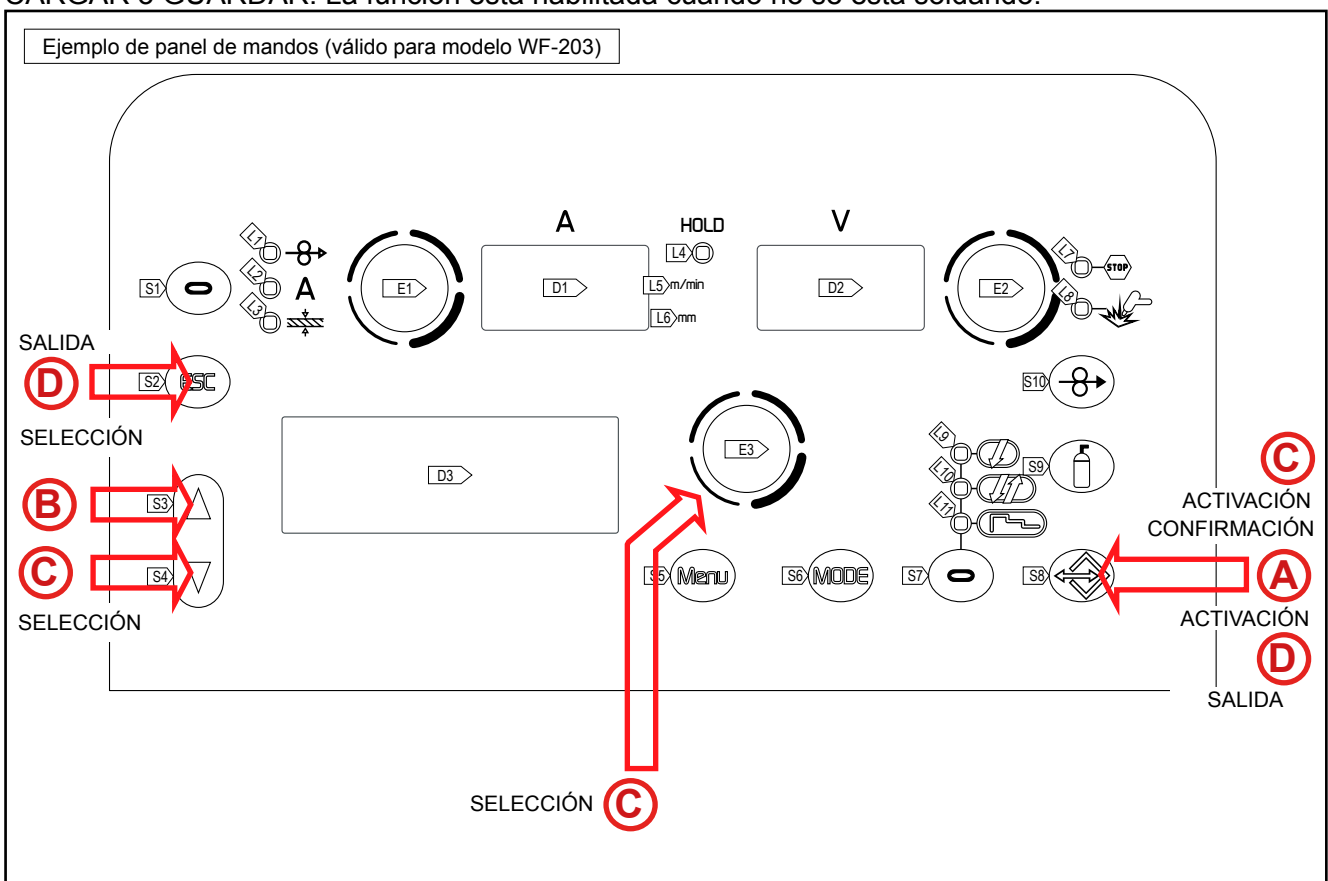 CARGAR o GUARDAR. La función está habilitada cuando no se está soldando.
Ejemplo de panel de mandos (válido para modelo WF-203)
A
HOLD
V
L1
L2
A
L3
S1
E1
D1
L4
L5 m/min
L6 mm
D2
E2
L7
STOP
L8
SALIDA
D
S2
ESC
SELECCIÓN
S10
E3
D3
L9
L10
L11
S9
C
ACTIVACIÓN
CONFIRMACIÓN
B
S3
C
S4
SELECCIÓN
S5
Menu
S6
MODE
S7
S8
A
ACTIVACIÓN
D
SALIDA
SELECCIÓN
C